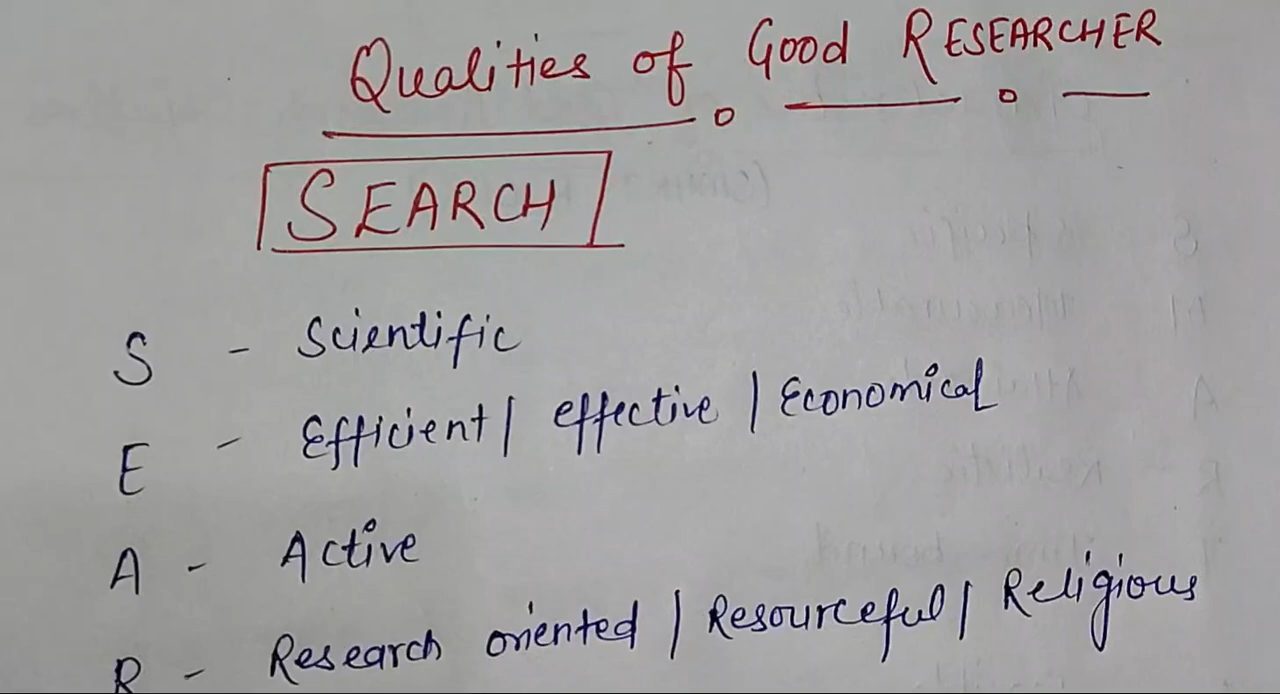 Qualities of Good RESEARCHER
SEARCH
S - Scientific
E - Efficient/ effective / Economical
A - Active
R - Research oriented / Resourceful / Religious